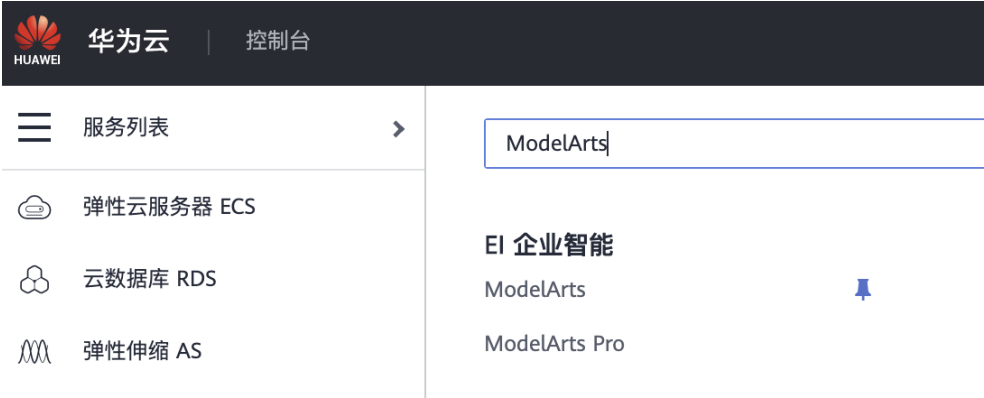 HUAWEI
华为云 | 控制台
服务列表
弹性云服务器 ECS
云数据库 RDS
弹性伸缩 AS
ModelArts
EI 企业智能
ModelArts
ModelArts Pro